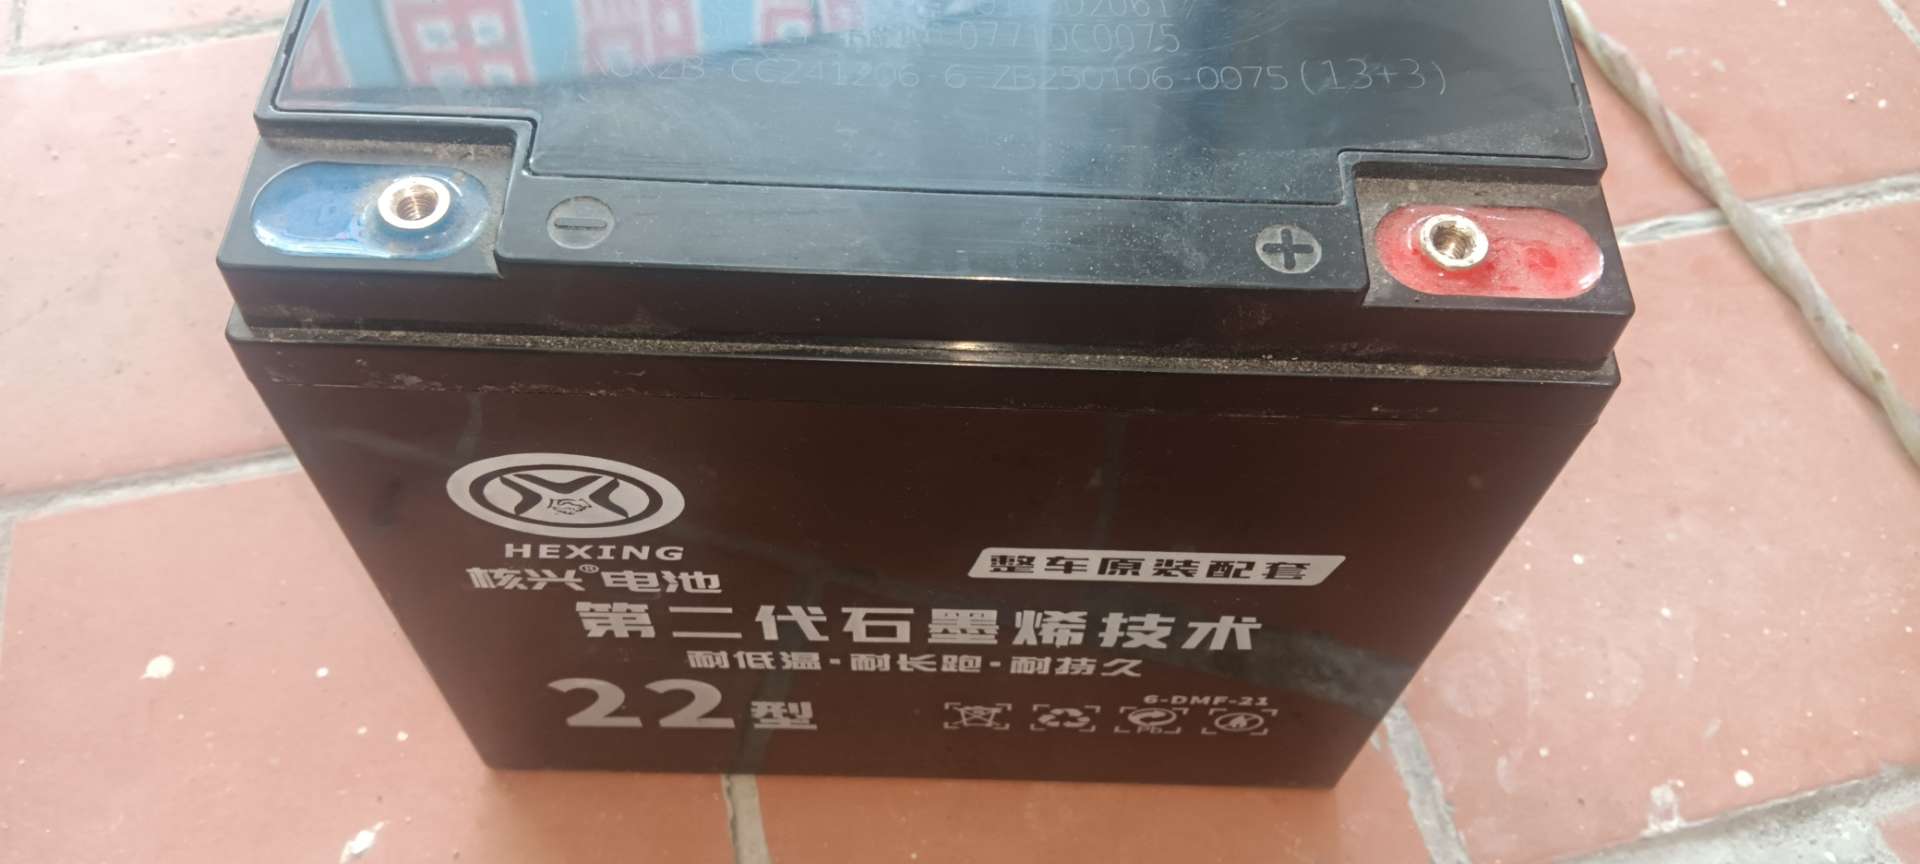 0771DC0075
CC241206-6-ZB250106-0075(13+3)
HEXING
核兴®电池
整车原装配套
第二代石墨烯技术
耐低温·耐长跑·耐持久
22型
6-DMF-21
Pb